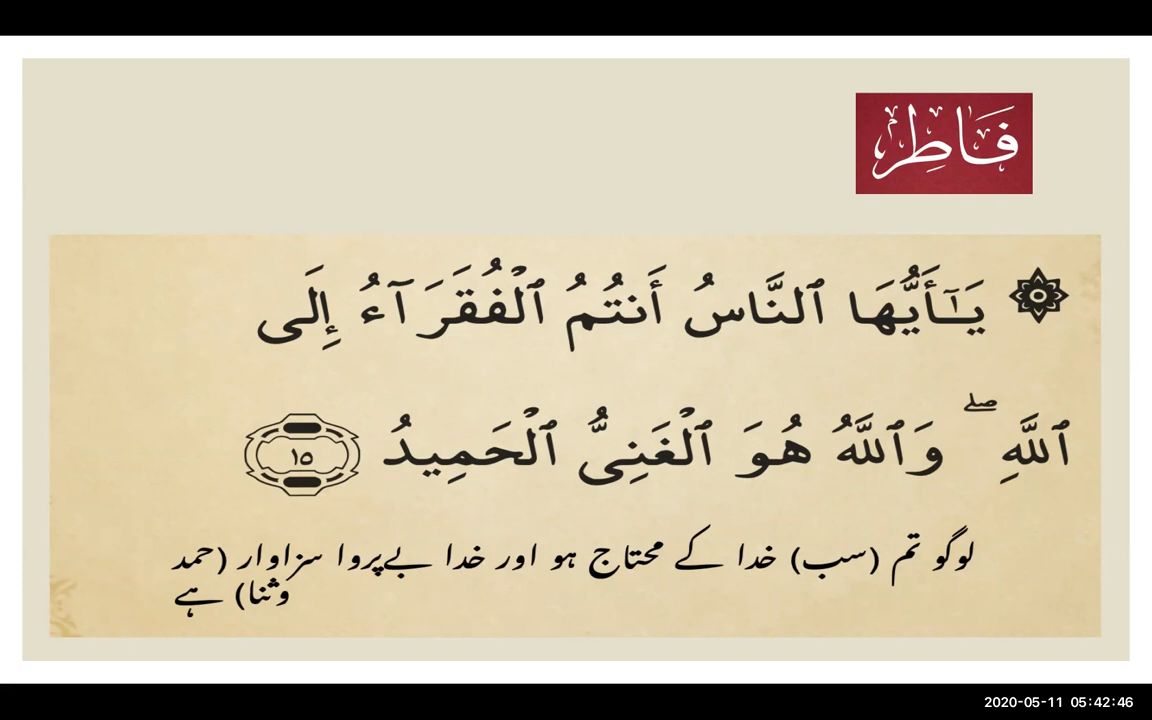 فَاطِر
۞ يَـٰٓأَيُّهَا ٱلنَّاسُ أَنتُمُ ٱلْفُقَرَآءُ إِلَى
ٱللَّهِ ۖ وَٱللَّهُ هُوَ ٱلْغَنِىُّ ٱلْحَمِيدُ ١٥
لوگو تم (سب) خدا کے محتاج ہو اور خدا بےپروا سزاوار (حمد
وثنا) ہے
2020-05-11 05:42:46